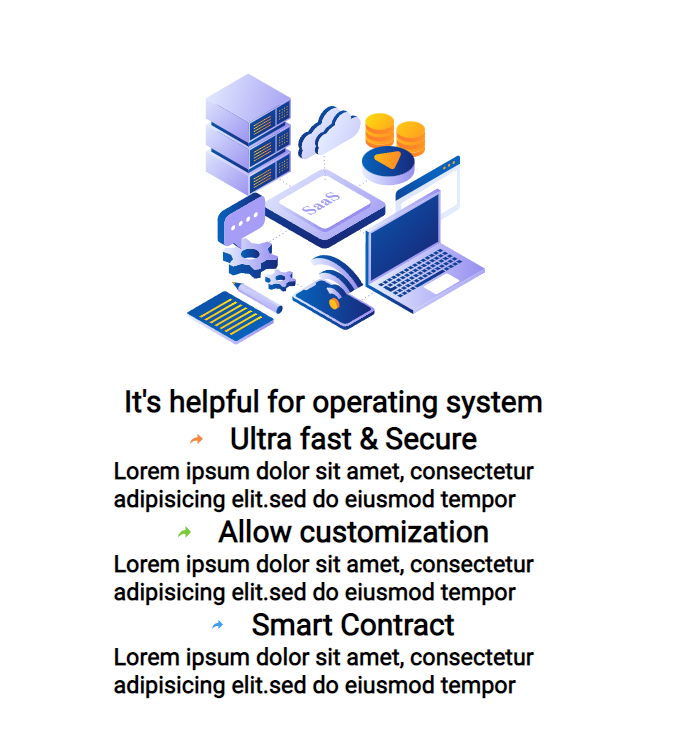 SaaS
It's helpful for operating system
Ultra fast & Secure
Lorem ipsum dolor sit amet, consectetur
adipisicing elit.sed do eiusmod tempor
Allow customization
Lorem ipsum dolor sit amet, consectetur
adipisicing elit.sed do eiusmod tempor
Smart Contract
Lorem ipsum dolor sit amet, consectetur
adipisicing elit.sed do eiusmod tempor